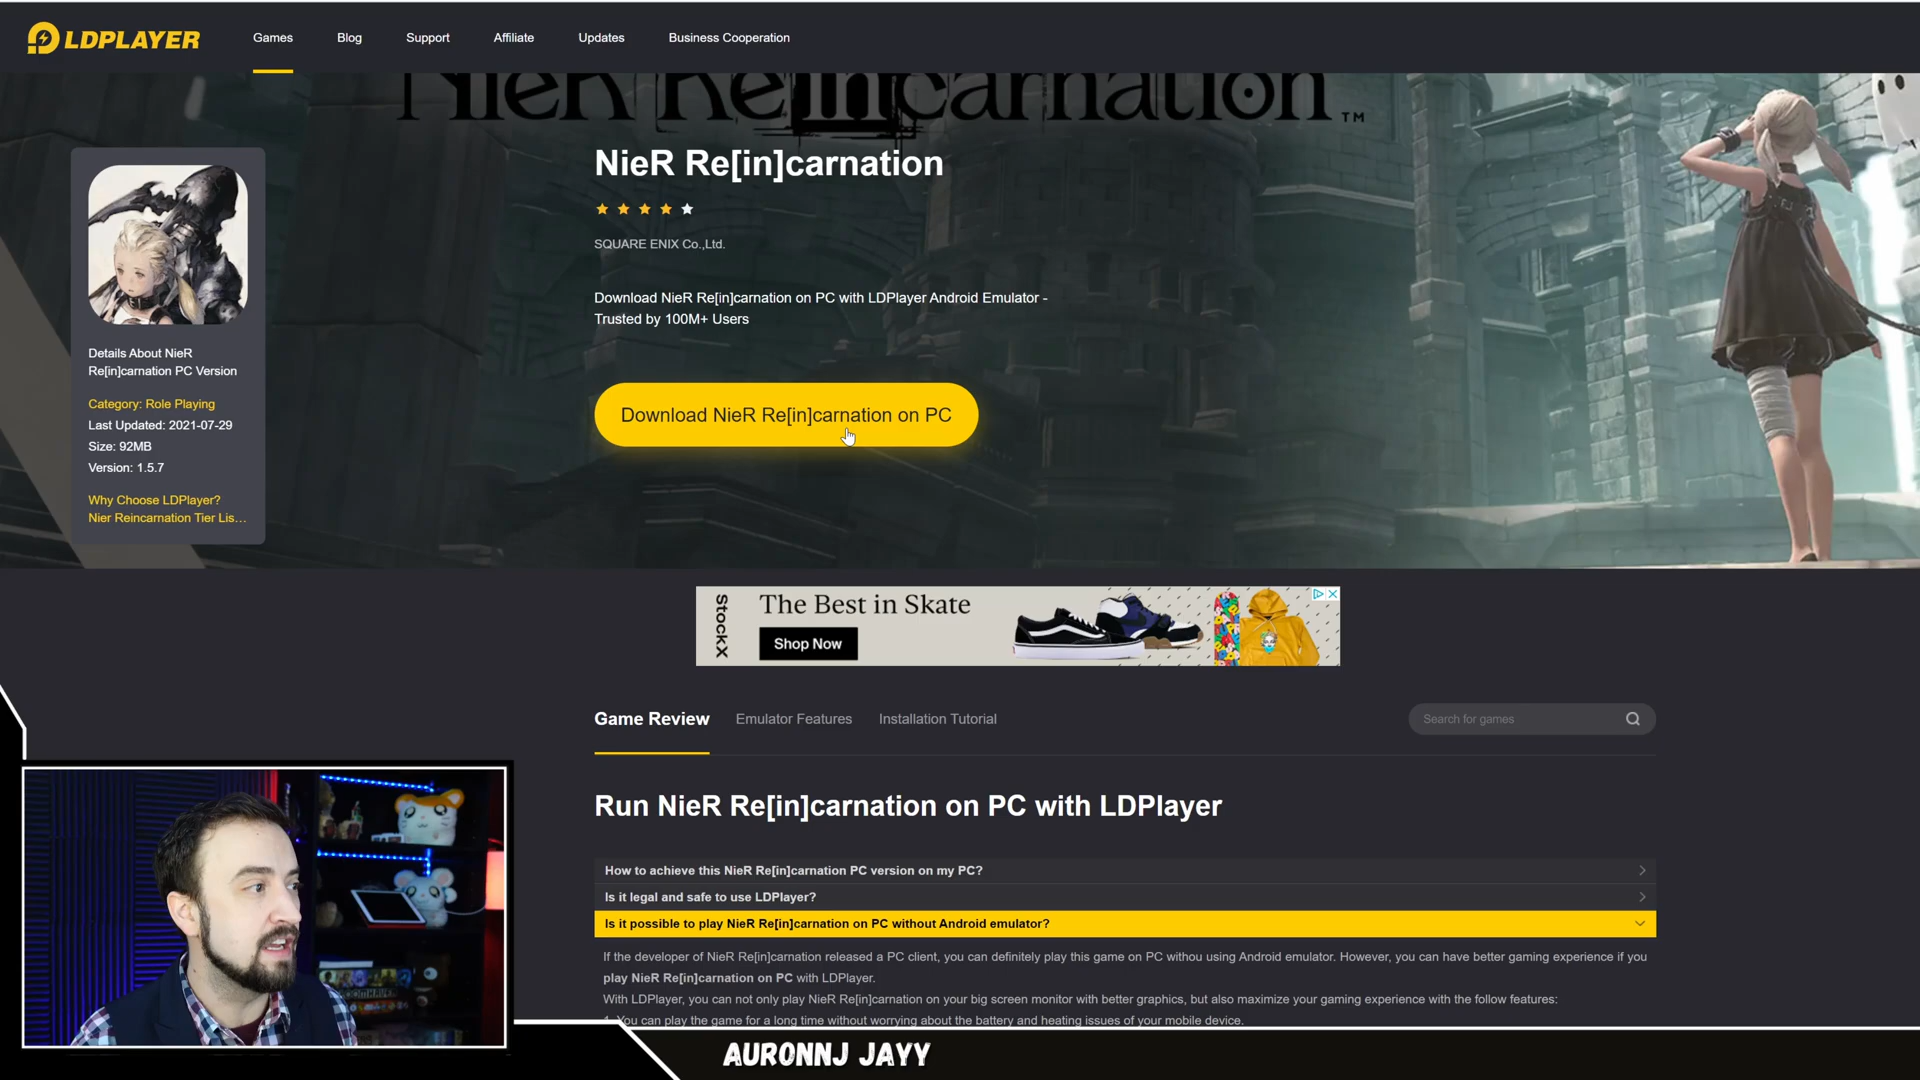 LDPLAYER
Games
Blog
Support
Affiliate
Updates
Business Cooperation
NieR Re[in]carnation™
NieR Re[in]carnation
SQUARE ENIX Co.,Ltd.
Download NieR Re[in]carnation on PC with LDPlayer Android Emulator -
Trusted by 100M+ Users
Download NieR Re[in]carnation on PC
Details About NieR
Re[in]carnation PC Version
Category: Role Playing
Last Updated: 2021-07-29
Size: 92MB
Version: 1.5.7
Why Choose LDPlayer?
Nier Reincarnation Tier Lis...
StockX
The Best in Skate
Shop Now
Game Review
Emulator Features
Installation Tutorial
Search for games
Run NieR Re[in]carnation on PC with LDPlayer
How to achieve this NieR Re[in]carnation PC version on my PC?
Is it legal and safe to use LDPlayer?
Is it possible to play NieR Re[in]carnation on PC without Android emulator?
If the developer of NieR Re[in]carnation released a PC client, you can definitely play this game on PC withou using Android emulator. However, you can have better gaming experience if you
play NieR Re[in]carnation on PC with LDPlayer.
With LDPlayer, you can not only play NieR Re[in]carnation on your big screen monitor with better graphics, but also maximize your gaming experience with the follow features:
1. You can play the game for a long time without worrying about the battery and heating issues of your mobile device.
AURONNJ JAYY